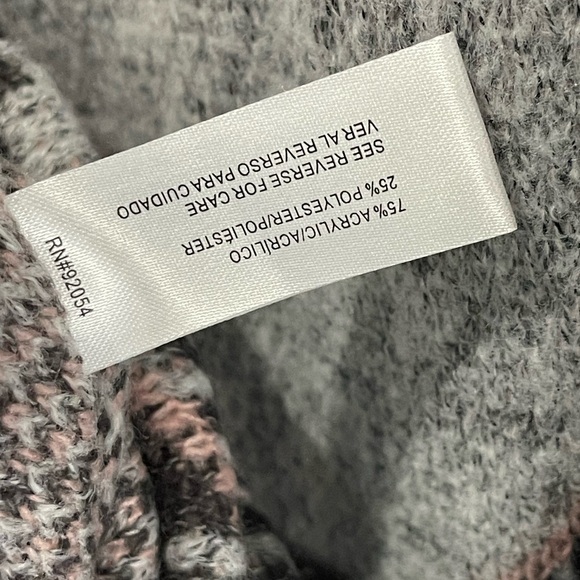 75% ACRYLIC/ACRÍLICO
25% POLYESTER/POLIÉSTER
SEE REVERSE FOR CARE
VER AL REVERSO PARA CUIDADO
RN#92054